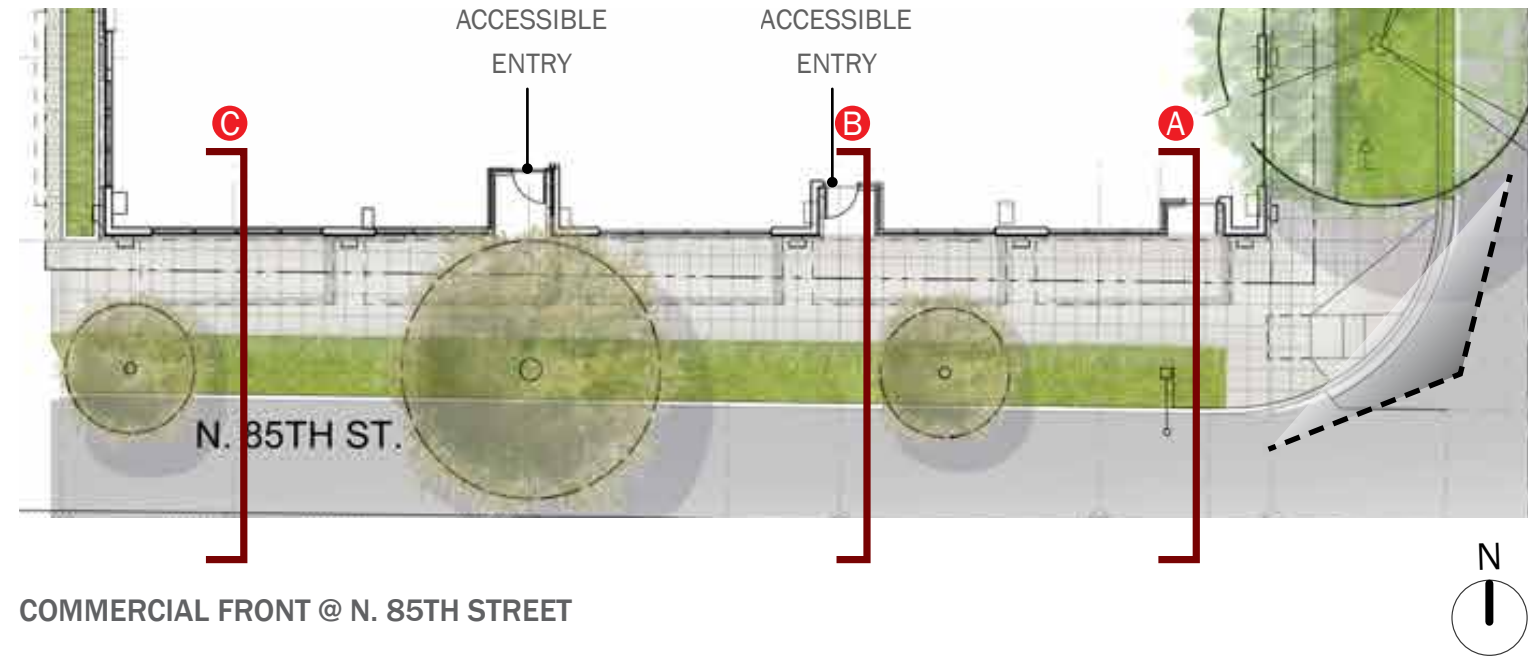 ACCESSIBLE
ENTRY
ACCESSIBLE
ENTRY
C
B
A
N. 85TH ST.
N
COMMERCIAL FRONT @ N. 85TH STREET